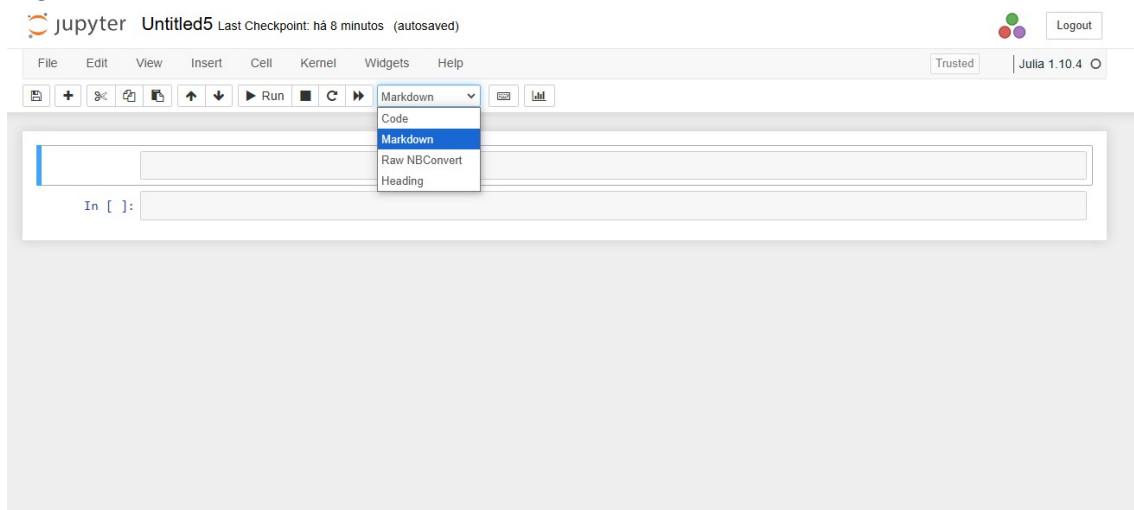 jupyter Untitled5 Last Checkpoint: há 8 minutos (autosaved) Logout
File Edit View Insert Cell Kernel Widgets Help Trusted Julia 1.10.4
Run Markdown
Code
Markdown
Raw NBConvert
Heading
In [ ]: